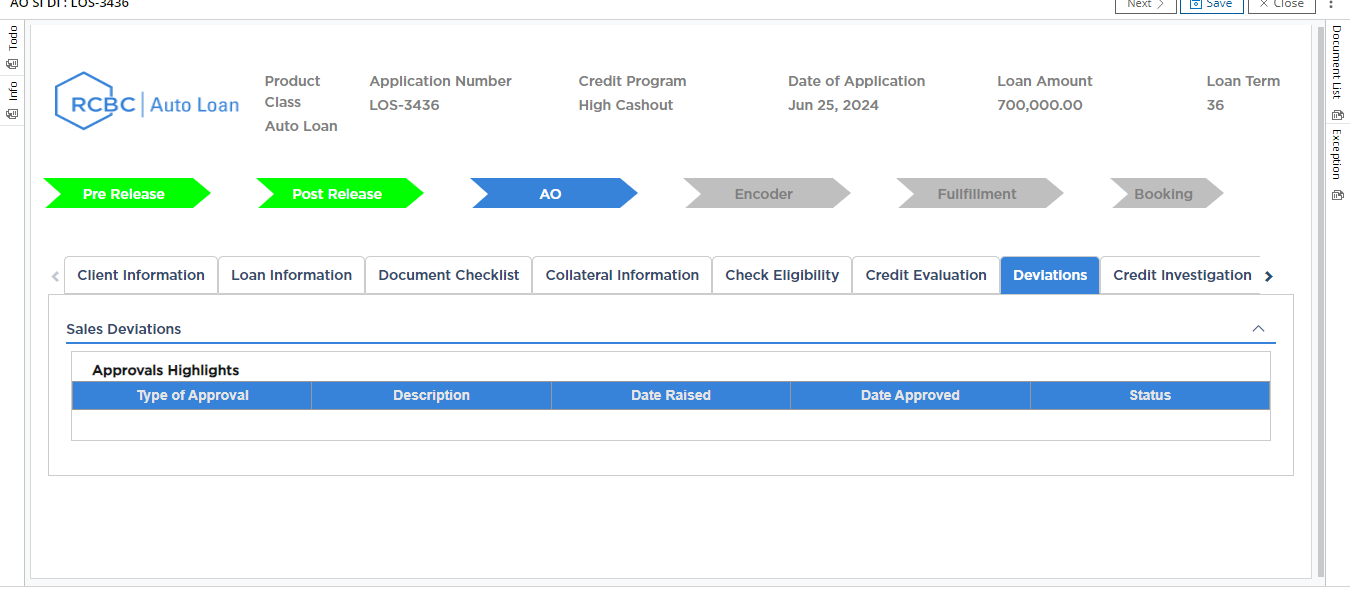 AO SI DI : LOS-3436
Next
Save
Close
Todo
Info
Document List
Exception
RCBC Auto Loan
Product Class
Auto Loan
Application Number
LOS-3436
Credit Program
High Cashout
Date of Application
Jun 25, 2024
Loan Amount
700,000.00
Loan Term
36
Pre Release
Post Release
AO
Encoder
Fullfillment
Booking
Client Information
Loan Information
Document Checklist
Collateral Information
Check Eligibility
Credit Evaluation
Deviations
Credit Investigation
Sales Deviations
Approvals Highlights
Type of Approval
Description
Date Raised
Date Approved
Status